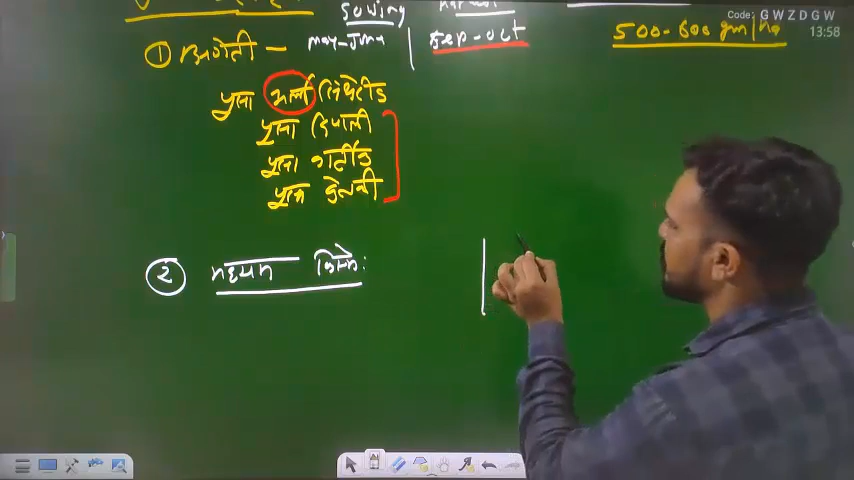 Sowing
Code: G W Z D G W
13:58
① अगेती — may-June | Sep-oct 500-600 gm/ha
पूसा अर्ली सिंथेटिक
पूसा दिपाली
पूसा कार्तीक
पूसा केतकी
② मध्यम किस्मे: